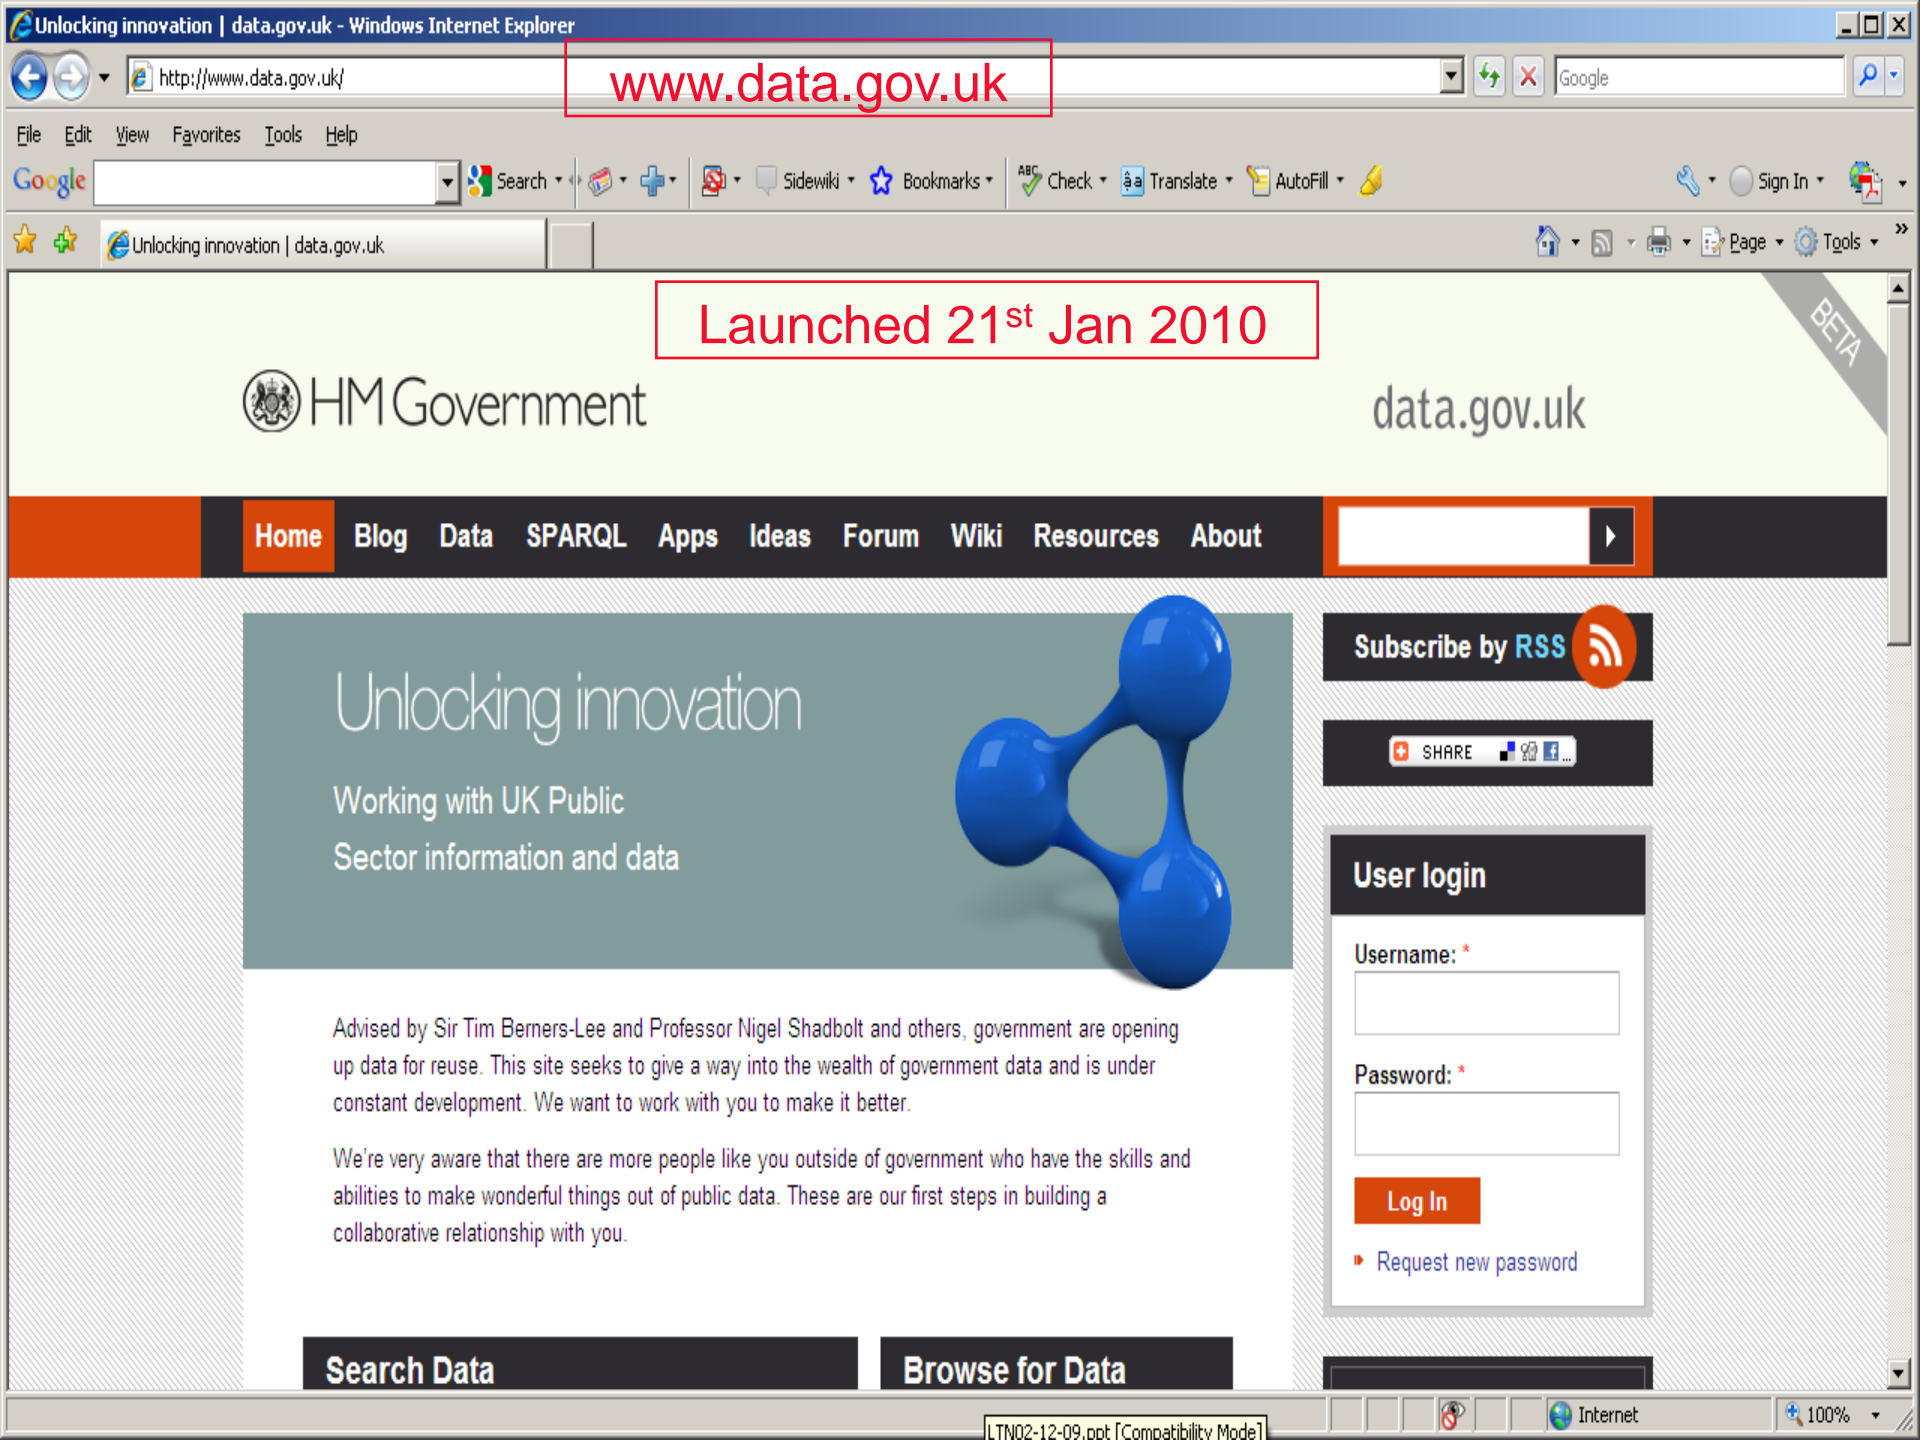 Unlocking innovation | data.gov.uk - Windows Internet Explorer
http://www.data.gov.uk/
www.data.gov.uk
Google
File Edit View Favorites Tools Help
Google Search Sidewiki Bookmarks ABC Check āa Translate AutoFill Sign In
Unlocking innovation | data.gov.uk
Page Tools »
Launched 21st Jan 2010
BETA
HM Government
data.gov.uk
Home Blog Data SPARQL Apps Ideas Forum Wiki Resources About
Unlocking innovation
Working with UK Public
Sector information and data
Subscribe by RSS
SHARE ...
User login
Username: *
Password: *
Log In
Request new password
Advised by Sir Tim Berners-Lee and Professor Nigel Shadbolt and others, government are opening
up data for reuse. This site seeks to give a way into the wealth of government data and is under
constant development. We want to work with you to make it better.
We're very aware that there are more people like you outside of government who have the skills and
abilities to make wonderful things out of public data. These are our first steps in building a
collaborative relationship with you.
Search Data
Browse for Data
Internet
100%
LTN02-12-09.ppt [Compatibility Mode]